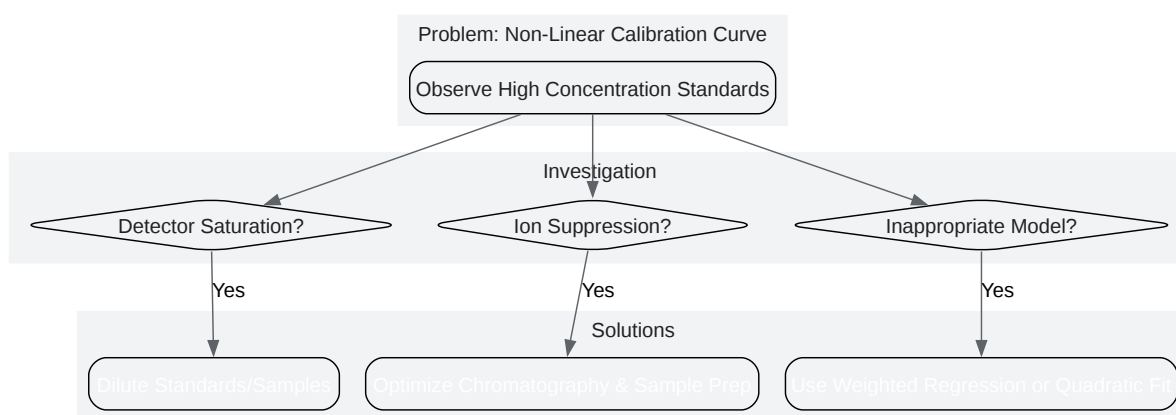 Problem: Non-Linear Calibration Curve
Observe High Concentration Standards
Investigation
Detector Saturation?
Ion Suppression?
Inappropriate Model?
Yes
Yes
Yes
Solutions
Dilute Standards/Samples
Optimize Chromatography & Sample Prep
Use Weighted Regression or Quadratic Fit